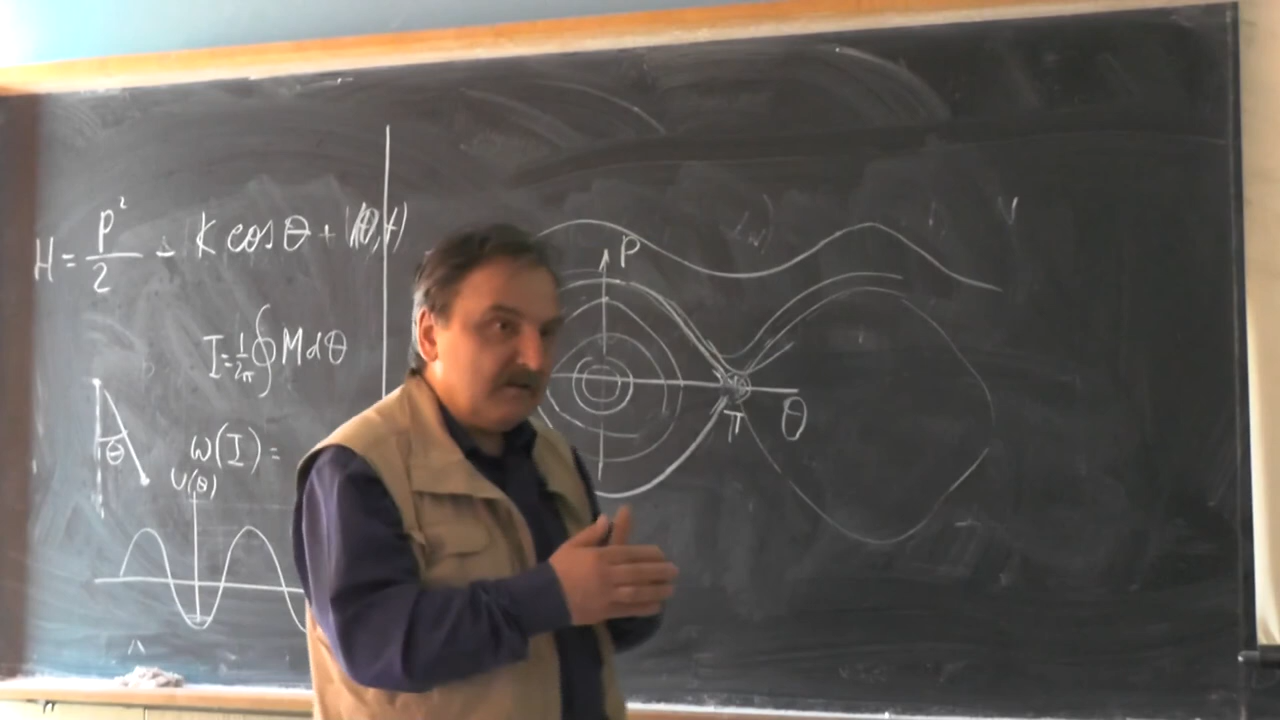 H = p²/2 - K cos θ +
I = 1/2π ∮ M dθ
θ
ω(I) =
U(θ)
P
π
θ